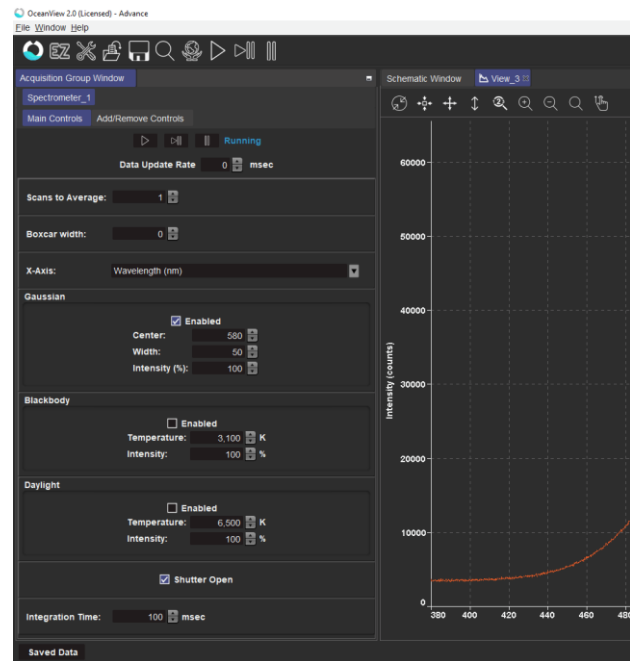 OceanView 2.0 (Licensed) - Advance
File Window Help
EZ
Acquisition Group Window
Spectrometer_1
Main Controls Add/Remove Controls
Running
Data Update Rate 0 msec
Scans to Average: 1
Boxcar width: 0
X-Axis: Wavelength (nm)
Gaussian
Enabled
Center: 580
Width: 50
Intensity (%): 100
Blackbody
Enabled
Temperature: 3,100 K
Intensity: 100 %
Daylight
Enabled
Temperature: 6,500 K
Intensity: 100 %
Shutter Open
Integration Time: 100 msec
Saved Data
Schematic Window View_3
2
Intensity (counts)
60000
50000
40000
30000
20000
10000
0
380 400 420 440 460 480